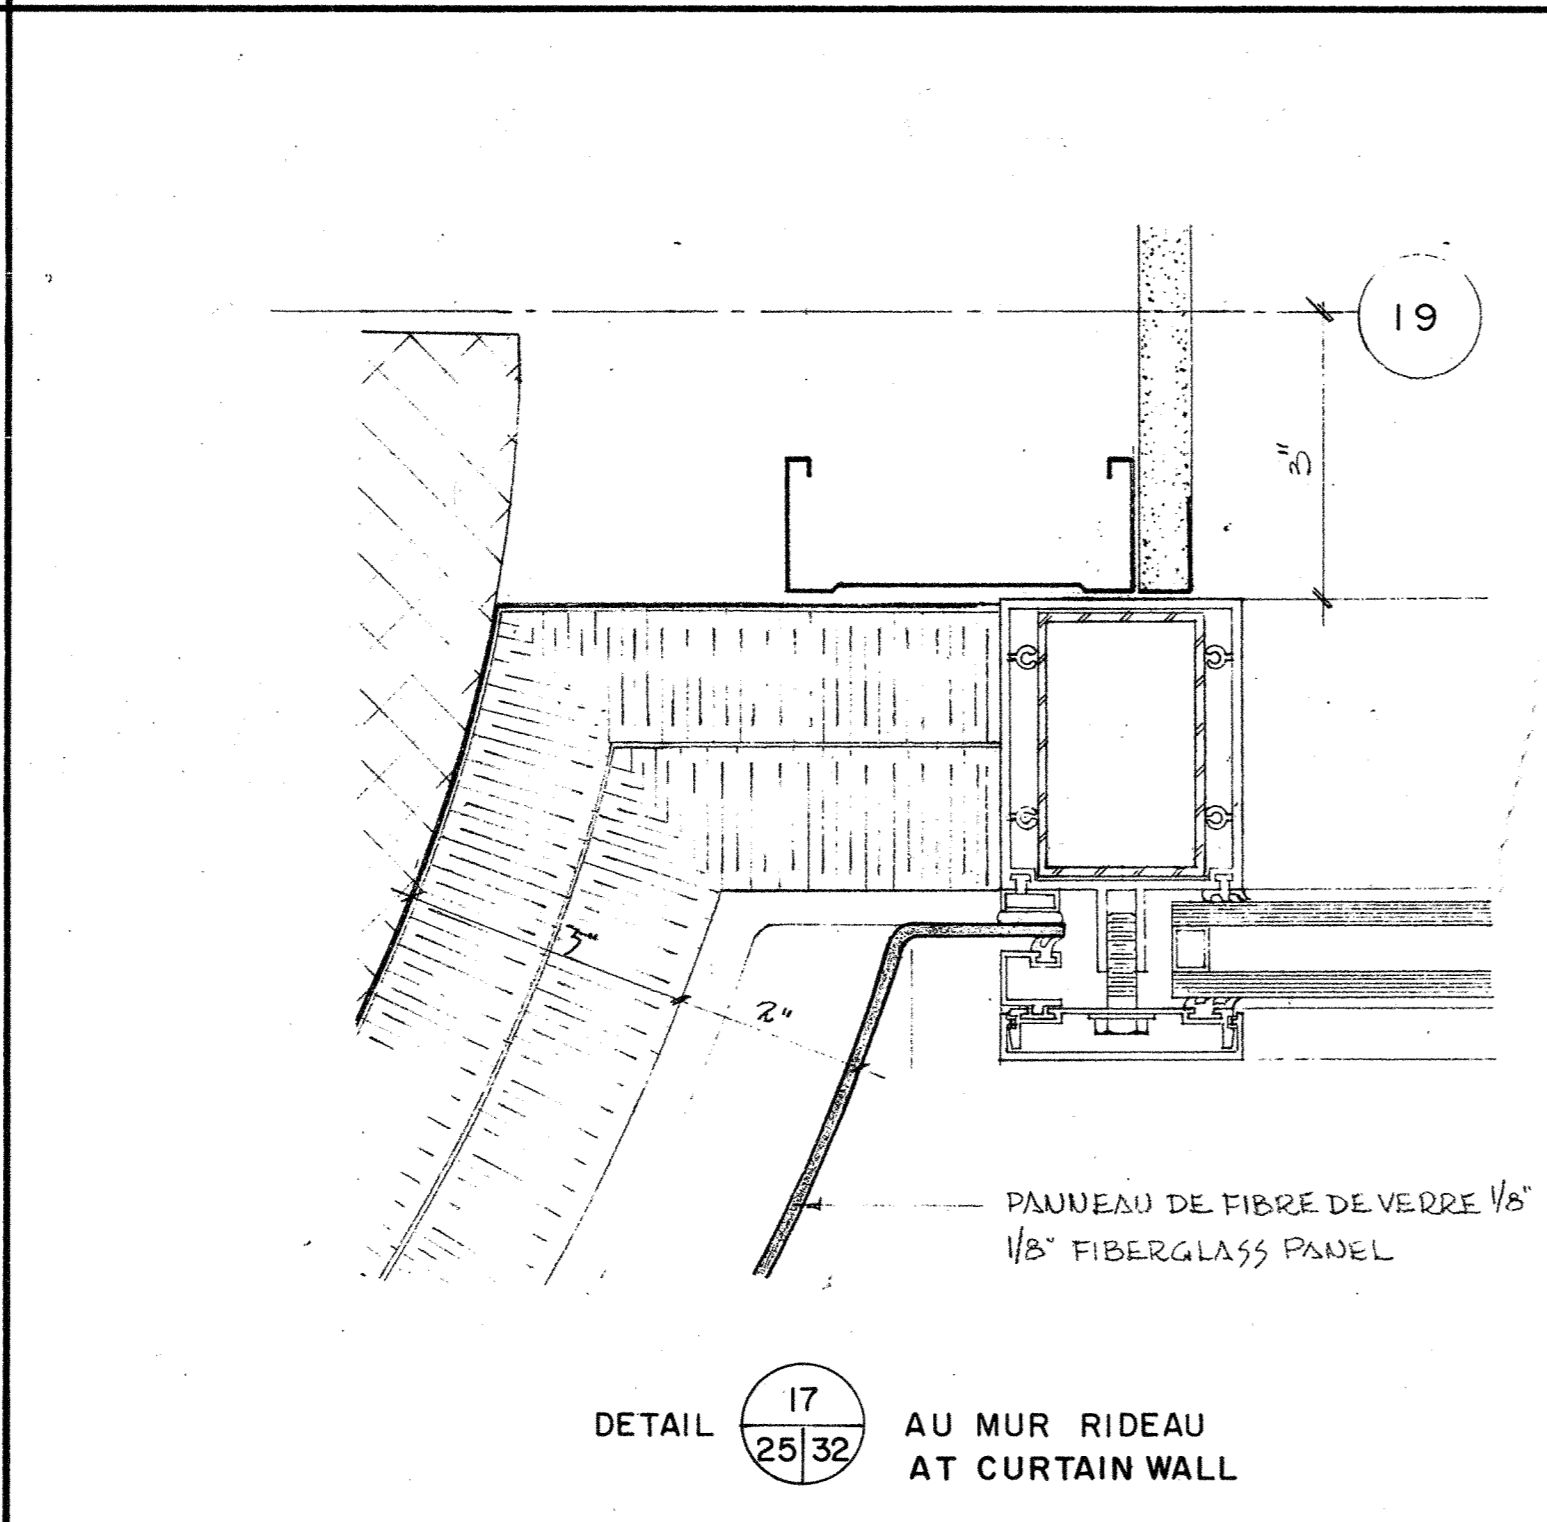 19
3"
3"
2"
PANNEAU DE FIBRE DE VERRE 1/8"
1/8" FIBERGLASS PANEL
DETAIL
17
25 32
AU MUR RIDEAU
AT CURTAIN WALL